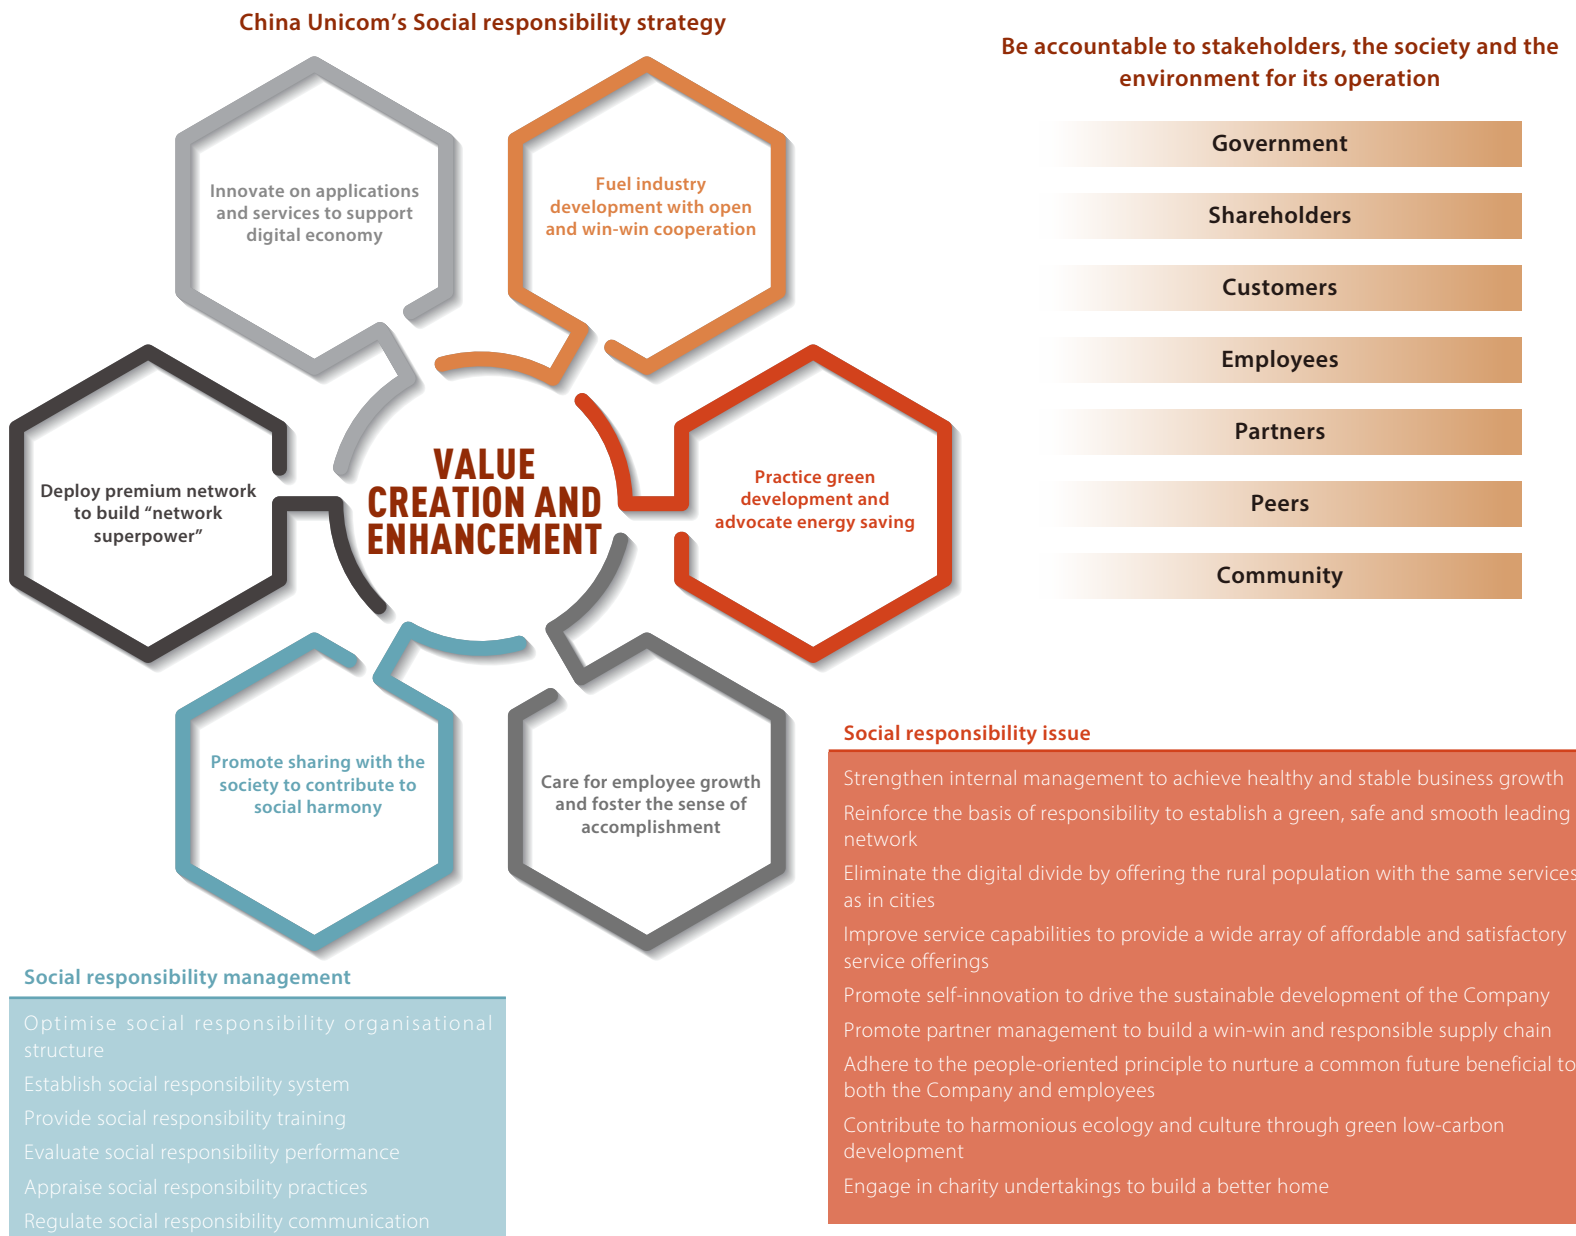 China Unicom’s Social responsibility strategy
Innovate on applications
and services to support
digital economy
Fuel industry
development with open
and win-win cooperation
Deploy premium network
to build “network
superpower”
VALUE
CREATION AND
ENHANCEMENT
Practice green
development and
advocate energy saving
Promote sharing with the
society to contribute to
social harmony
Care for employee growth
and foster the sense of
accomplishment
Be accountable to stakeholders, the society and the
environment for its operation
Government
Shareholders
Customers
Employees
Partners
Peers
Community
Social responsibility management
Optimise social responsibility organisational
structure
Establish social responsibility system
Provide social responsibility training
Evaluate social responsibility performance
Appraise social responsibility practices
Regulate social responsibility communication
Social responsibility issue
Strengthen internal management to achieve healthy and stable business growth
Reinforce the basis of responsibility to establish a green, safe and smooth leading
network
Eliminate the digital divide by offering the rural population with the same services
as in cities
Improve service capabilities to provide a wide array of affordable and satisfactory
service offerings
Promote self-innovation to drive the sustainable development of the Company
Promote partner management to build a win-win and responsible supply chain
Adhere to the people-oriented principle to nurture a common future beneficial to
both the Company and employees
Contribute to harmonious ecology and culture through green low-carbon
development
Engage in charity undertakings to build a better home